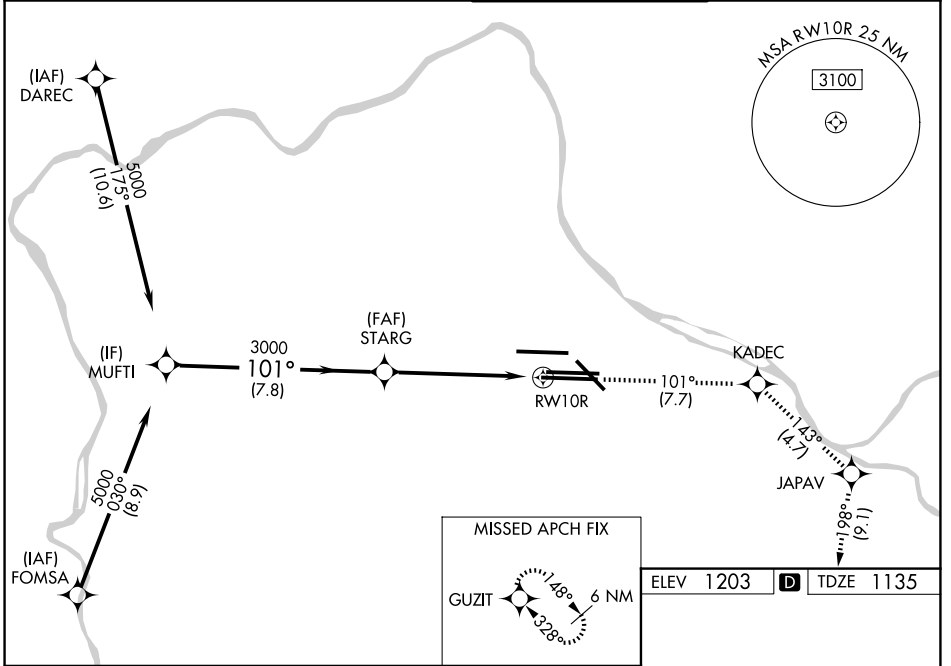 MSA RW10R 25 NM
3100
(IAF)
DAREC
5000
175°
(10.6)
(FAF)
STARG
(IF)
MUFTI
3000
101°
(7.8)
KADEC
RW10R
101°
(7.7)
143°
(4.7)
JAPAV
198°
(9.1)
5000
030°
(8.9)
(IAF)
FOMSA
MISSED APCH FIX
GUZIT
148°
328°
6 NM
ELEV 1203 D TDZE 1135